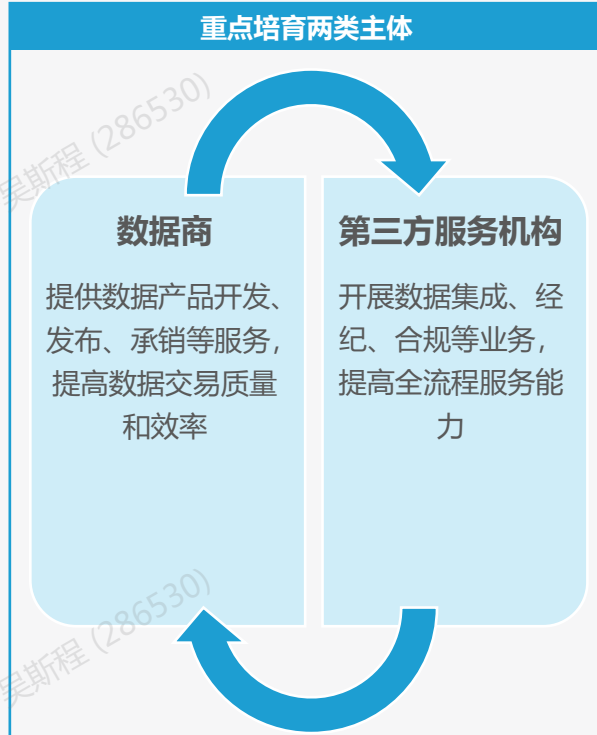 重点培育两类主体
吴斯程 (286530)
数据商
提供数据产品开发、
发布、承销等服务，
提高数据交易质量
和效率
第三方服务机构
开展数据集成、经
纪、合规等业务，
提高全流程服务能
力
吴斯程 (286530)